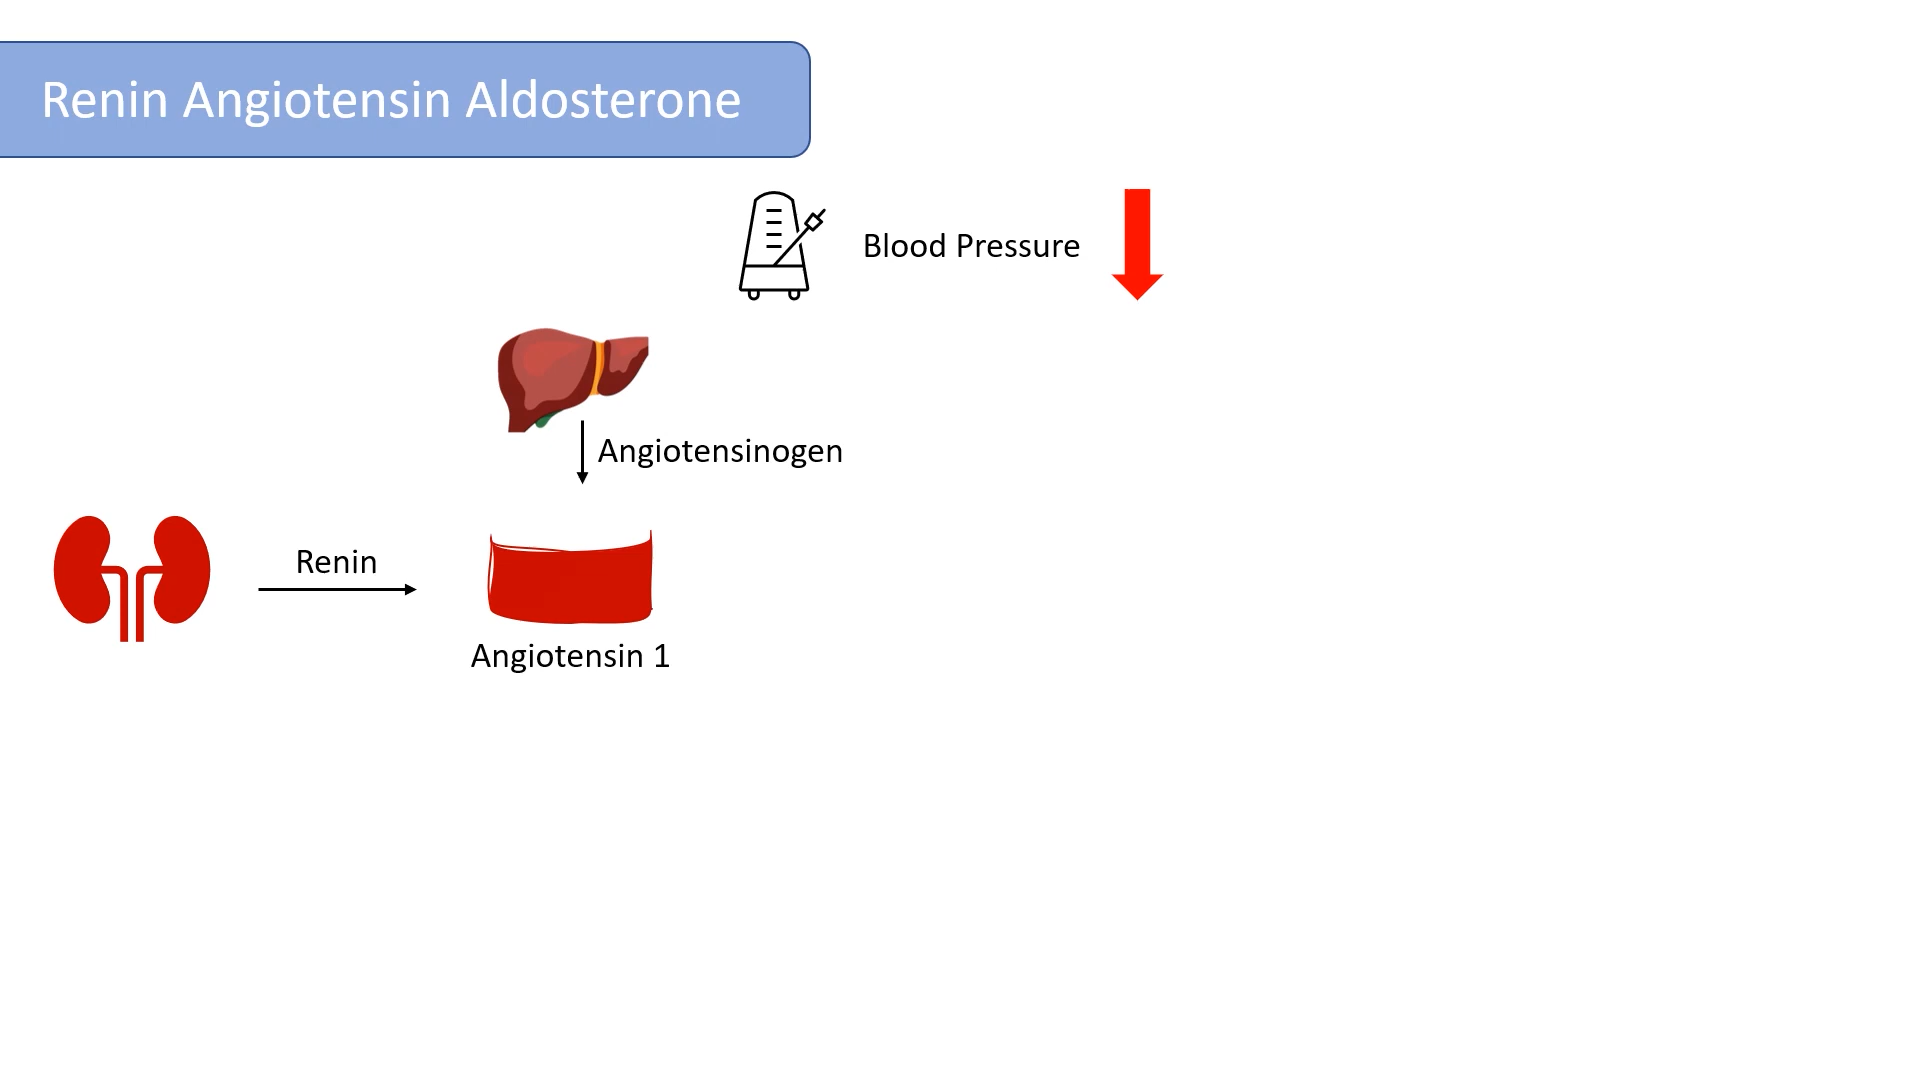 Renin Angiotensin Aldosterone
Blood Pressure
Angiotensinogen
Renin
Angiotensin 1